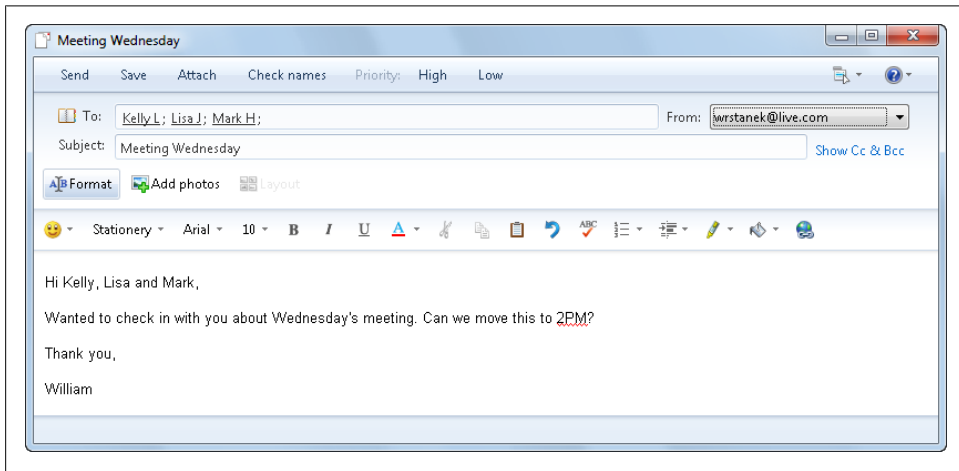 Meeting Wednesday
Send Save Attach Check names Priority: High Low
To: Kelly L; Lisa J; Mark H; From: wrstanek@live.com
Subject: Meeting Wednesday Show Cc & Bcc
AB Format Add photos Layout
Stationery Arial 10 B I U A ABC
Hi Kelly, Lisa and Mark,
Wanted to check in with you about Wednesday's meeting. Can we move this to 2PM?
Thank you,
William